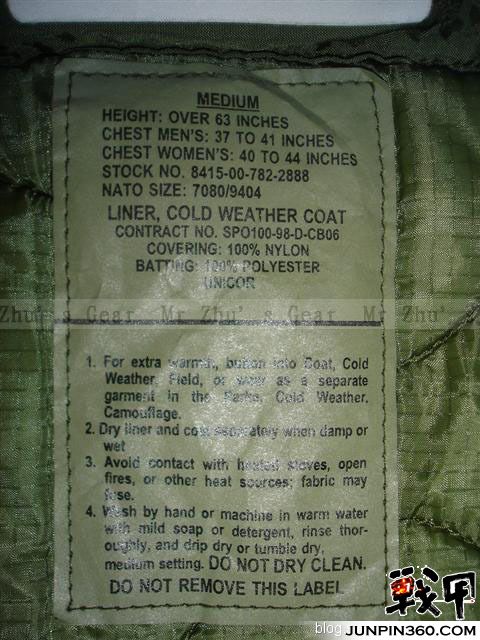 MEDIUM
HEIGHT: OVER 63 INCHES
CHEST MEN'S: 37 TO 41 INCHES
CHEST WOMEN'S: 40 TO 44 INCHES
STOCK NO. 8415-00-782-2888
NATO SIZE: 7080/9404
LINER, COLD WEATHER COAT
CONTRACT NO. SPO100-98-D-CB06
COVERING: 100% NYLON
BATTING: 100% POLYESTER
UNICOR
Zhu's Gear Mr Zhu's Gear Mr Zhu's
1. For extra warmth, button into Coat, Cold
Weather, Field, or wear as a separate
garment in the Parka, Cold Weather,
Camouflage.
2. Dry liner and coat separately when damp or
wet
3. Avoid contact with heated stoves, open
fires, or other heat sources; fabric may
fuse.
4. Wash by hand or machine in warm water
with mild soap or detergent, rinse thor-
oughly, and drip dry or tumble dry,
medium setting. DO NOT DRY CLEAN.
DO NOT REMOVE THIS LABEL
戰甲
blog JUNPIN360.COM